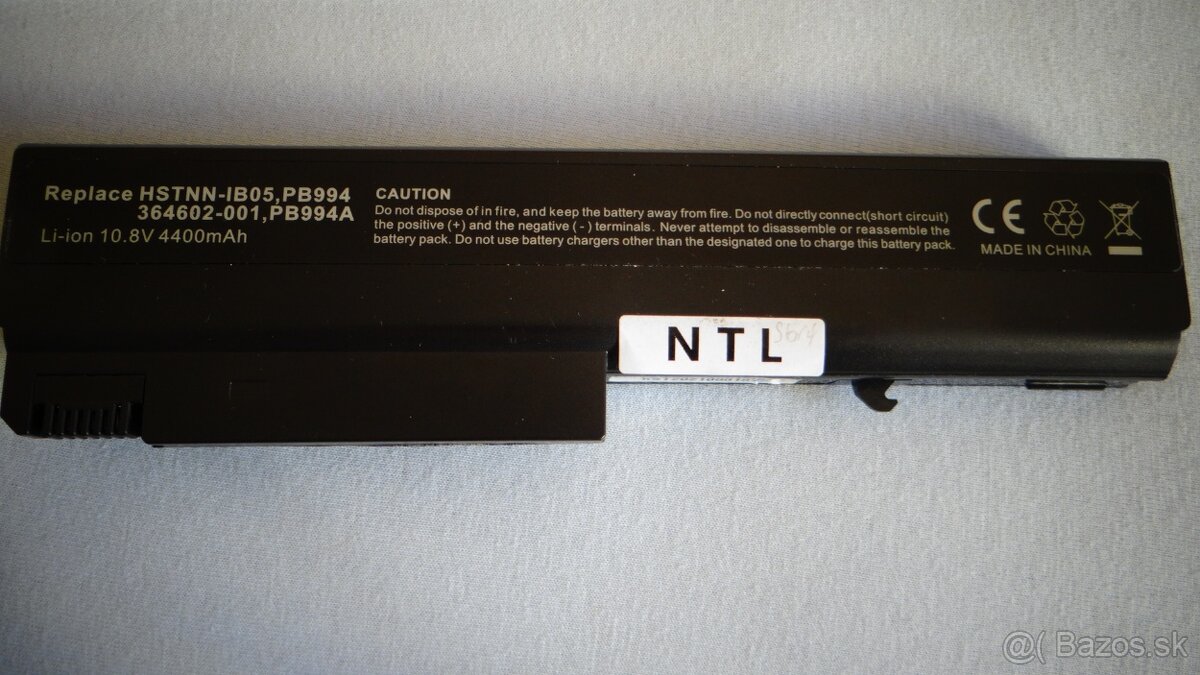 Replace HSTNN-IB05,PB994
364602-001,PB994A
Li-ion 10.8V 4400mAh
CAUTION
Do not dispose of in fire, and keep the battery away from fire. Do not directly connect(short circuit)
the positive (+) and the negative (-) terminals. Never attempt to disassemble or reassemble the
battery pack. Do not use battery chargers other than the designated one to charge this battery pack.
CE
MADE IN CHINA
NTL
@( Bazos.sk